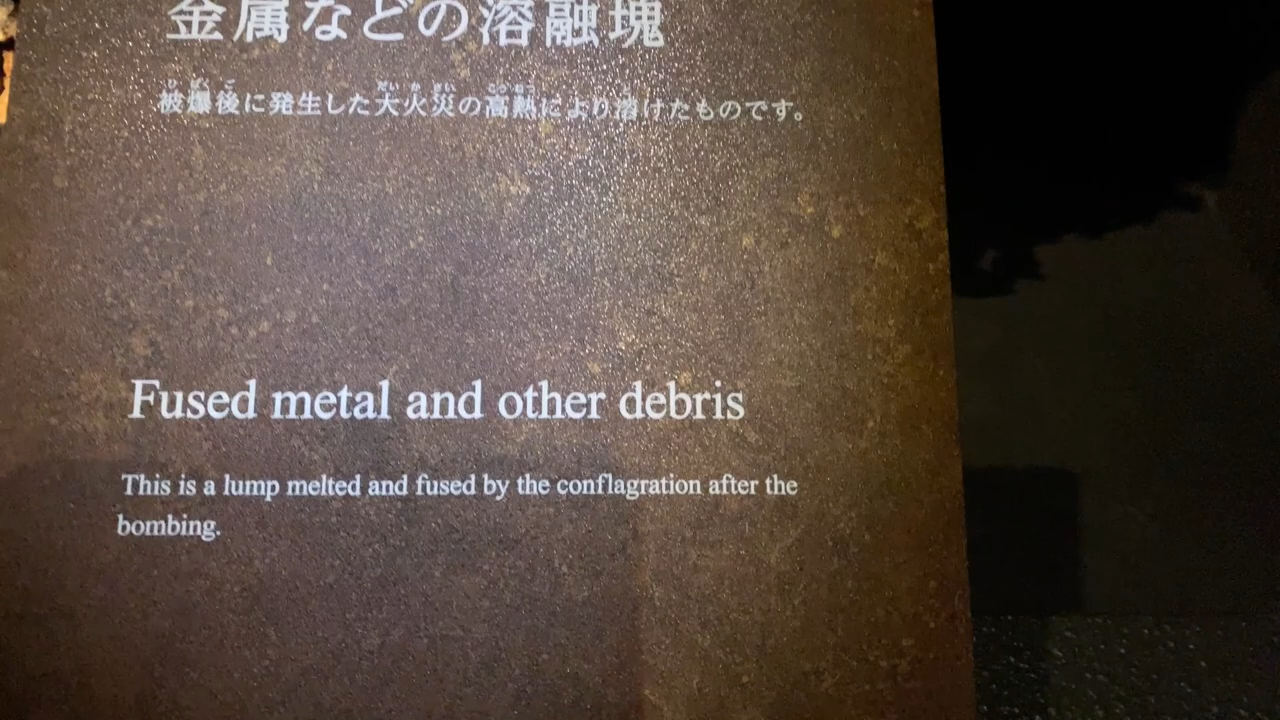 金属などの溶融塊
被爆後に発生した大火災の高熱により溶けたものです。
Fused metal and other debris
This is a lump melted and fused by the conflagration after the
bombing.